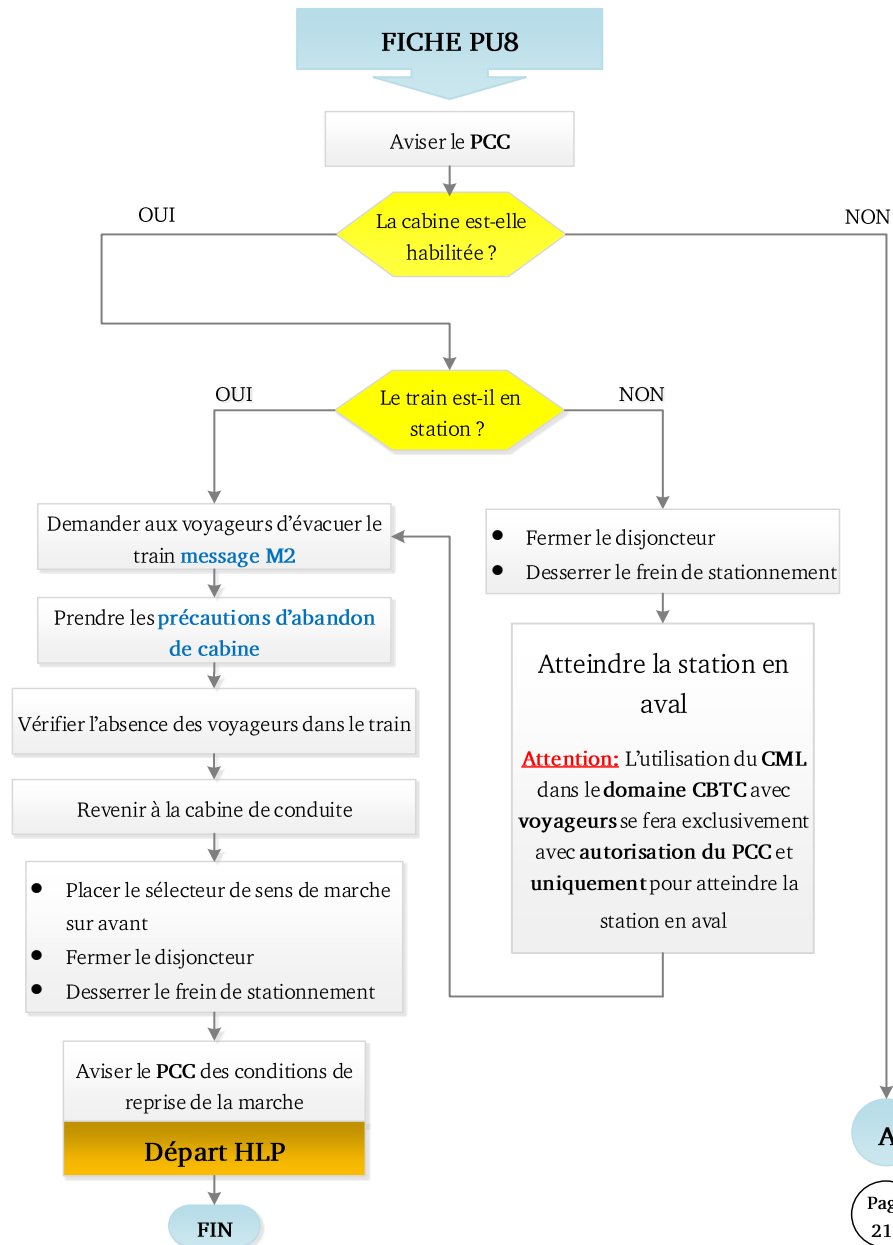 FICHE PU8
Aviser le PCC
OUI
La cabine est-elle
habilitée ?
NON
OUI
Le train est-il en
station ?
NON
Demander aux voyageurs d'évacuer le
train message M2
Prendre les précautions d'abandon
de cabine
Vérifier l'absence des voyageurs dans le train
Revenir à la cabine de conduite
• Placer le sélecteur de sens de marche
sur avant
• Fermer le disjoncteur
• Desserrer le frein de stationnement
Aviser le PCC des conditions de
reprise de la marche
Départ HLP
FIN
• Fermer le disjoncteur
• Desserrer le frein de stationnement
Atteindre la station en
aval
Attention: L'utilisation du CML
dans le domaine CBTC avec
voyageurs se fera exclusivement
avec autorisation du PCC et
uniquement pour atteindre la
station en aval
A
Pag
21